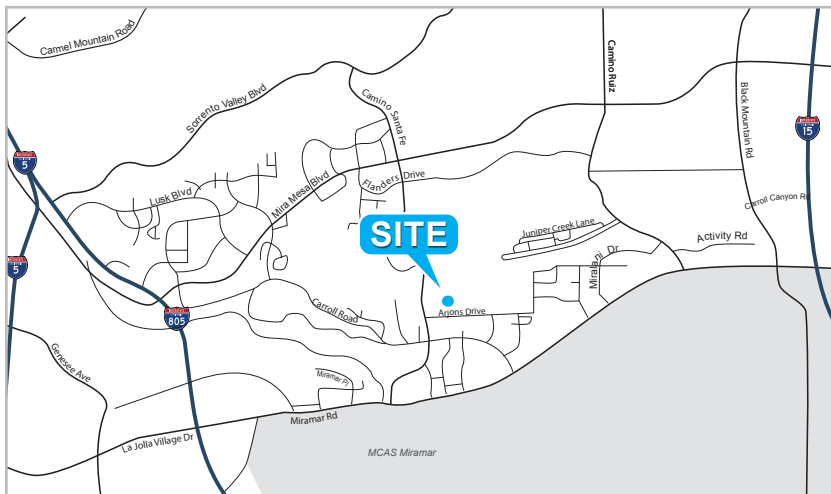 Carmel Mountain Road
Sorrento Valley Blvd
Camino Santa Fe
Camino Ruiz
Black Mountain Rd
15
5
Lusk Blvd
Mira Mesa Blvd
Flanders Drive
Carroll Canyon Rd
SITE
Juniper Creek Lane
Activity Rd
Miralani Dr
5
805
Carroll Road
Arjons Drive
Genesee Ave
Miramar Pl
Miramar Rd
La Jolla Village Dr
MCAS Miramar